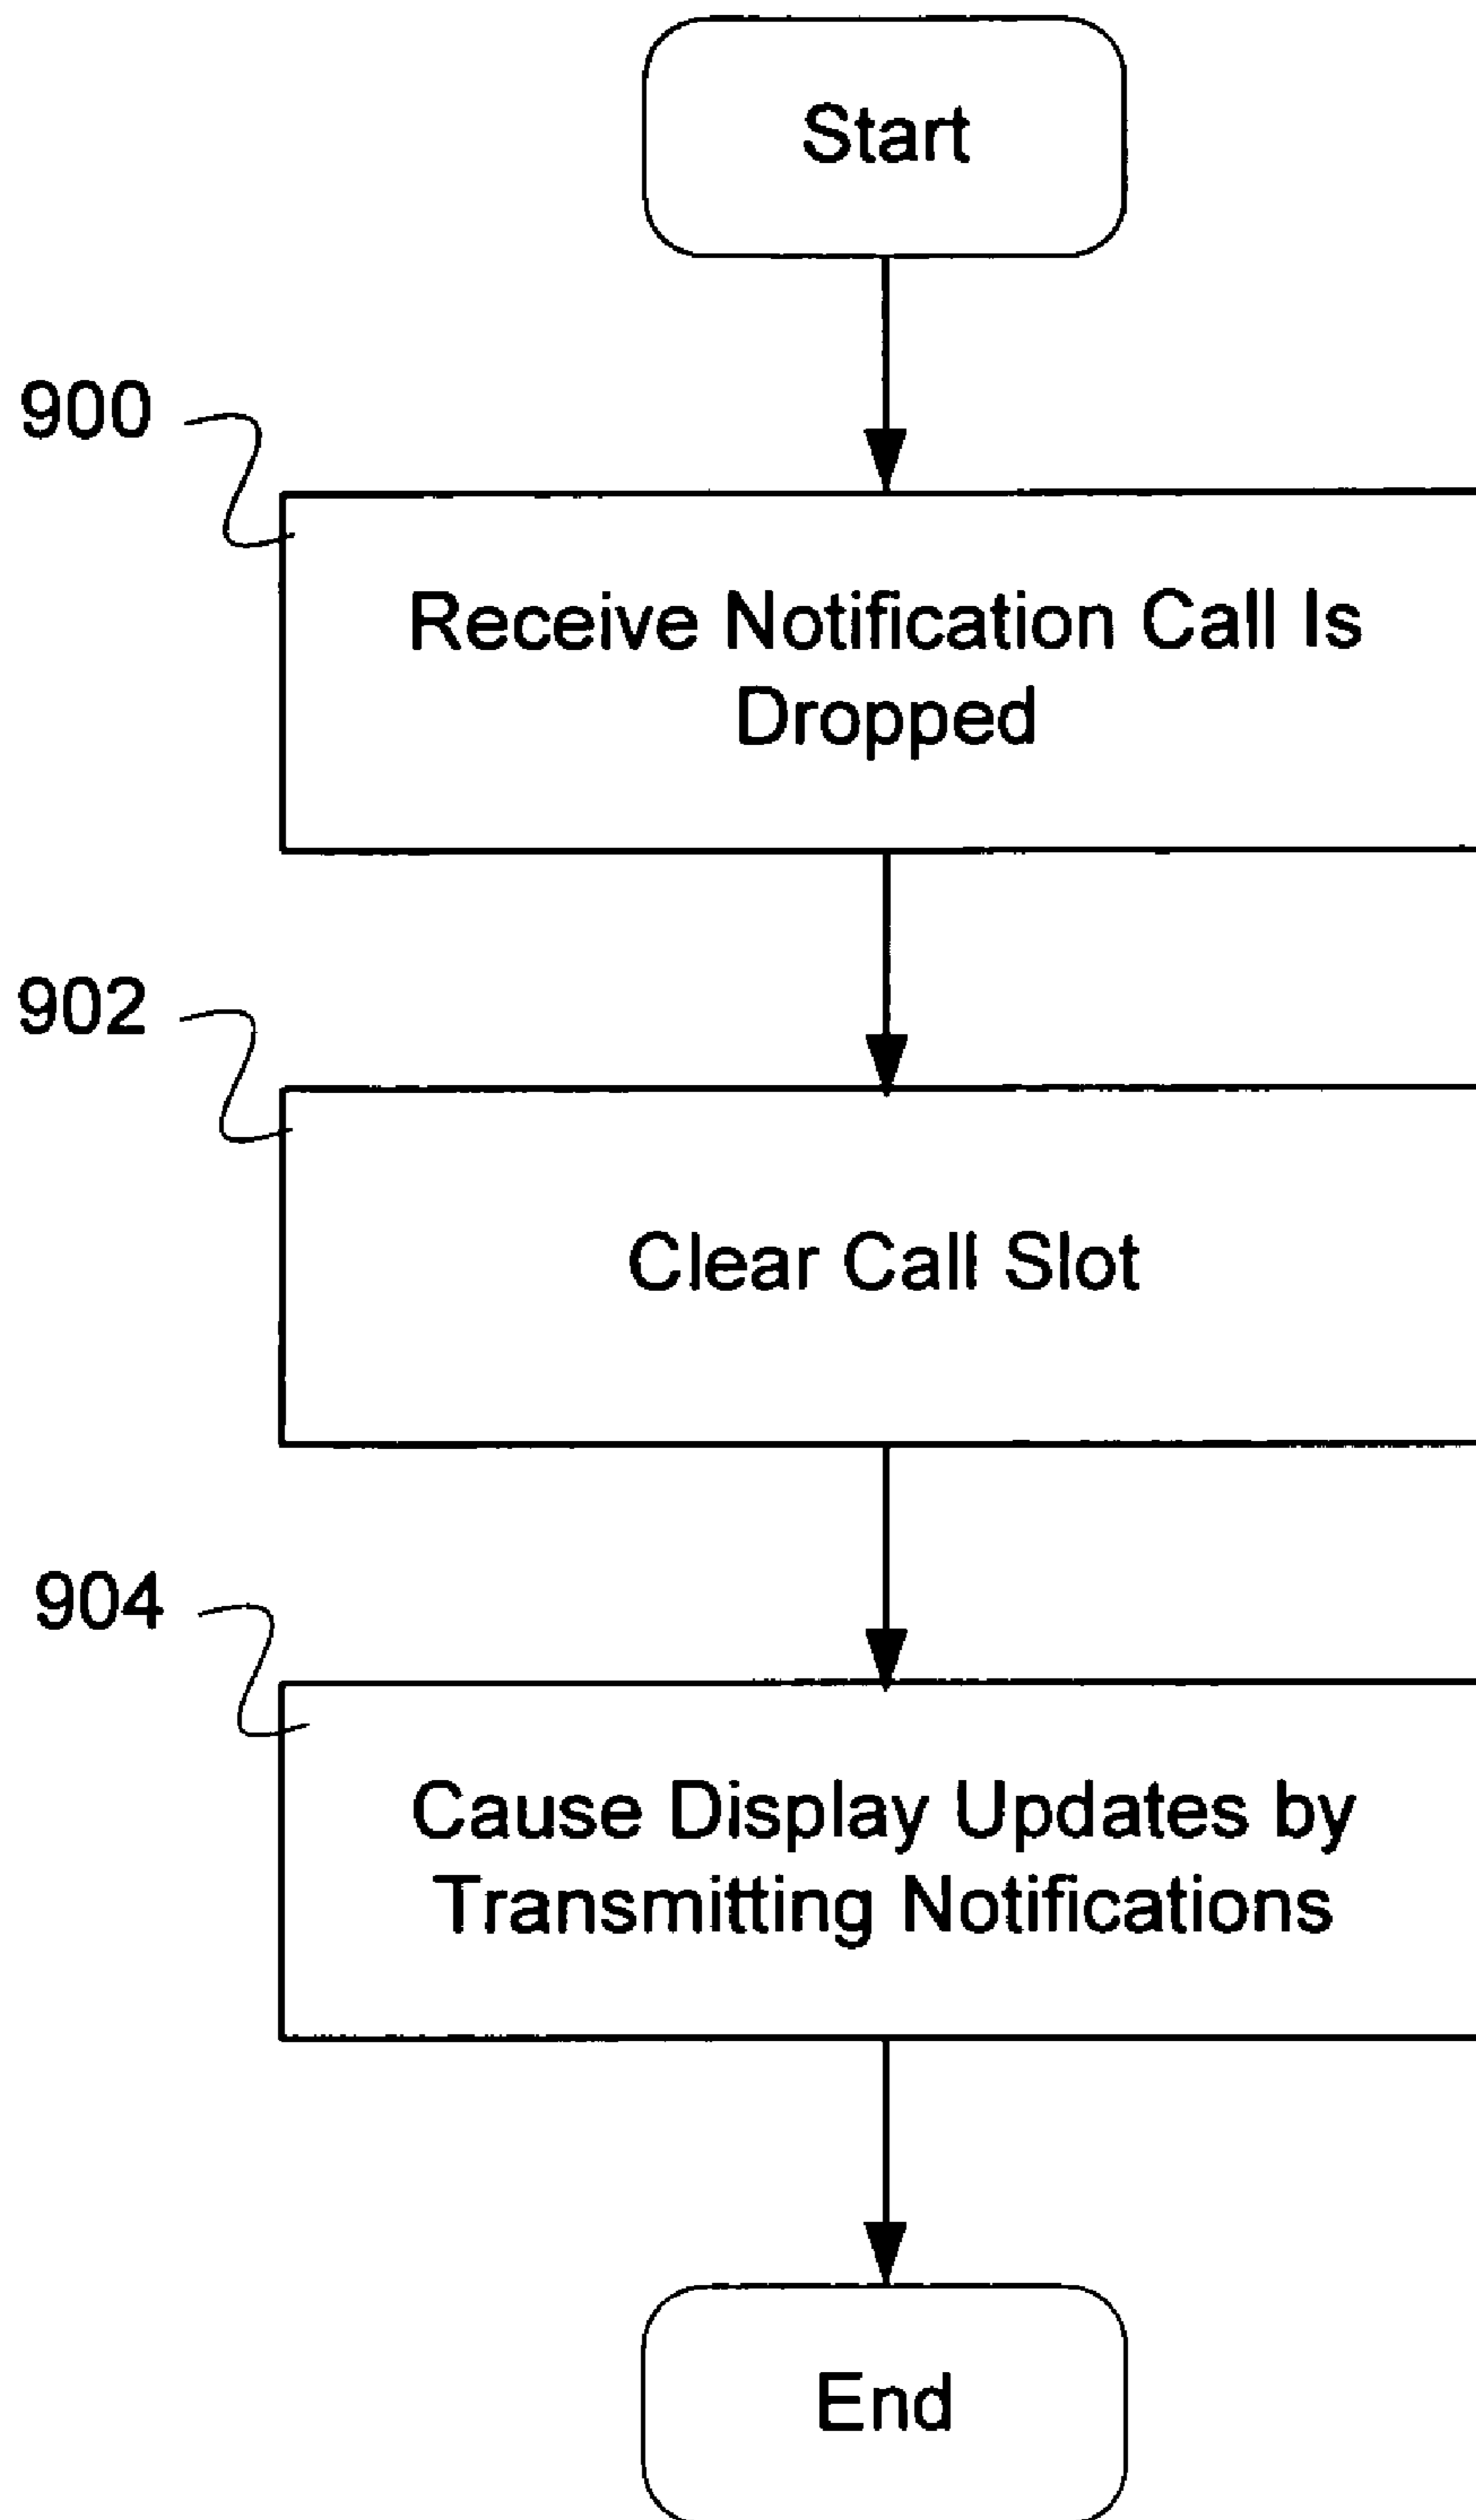 Start
900
Receive Notification Call Is
Dropped
902
Clear Call Slot
904
Cause Display Updates by
Transmitting Notifications
End